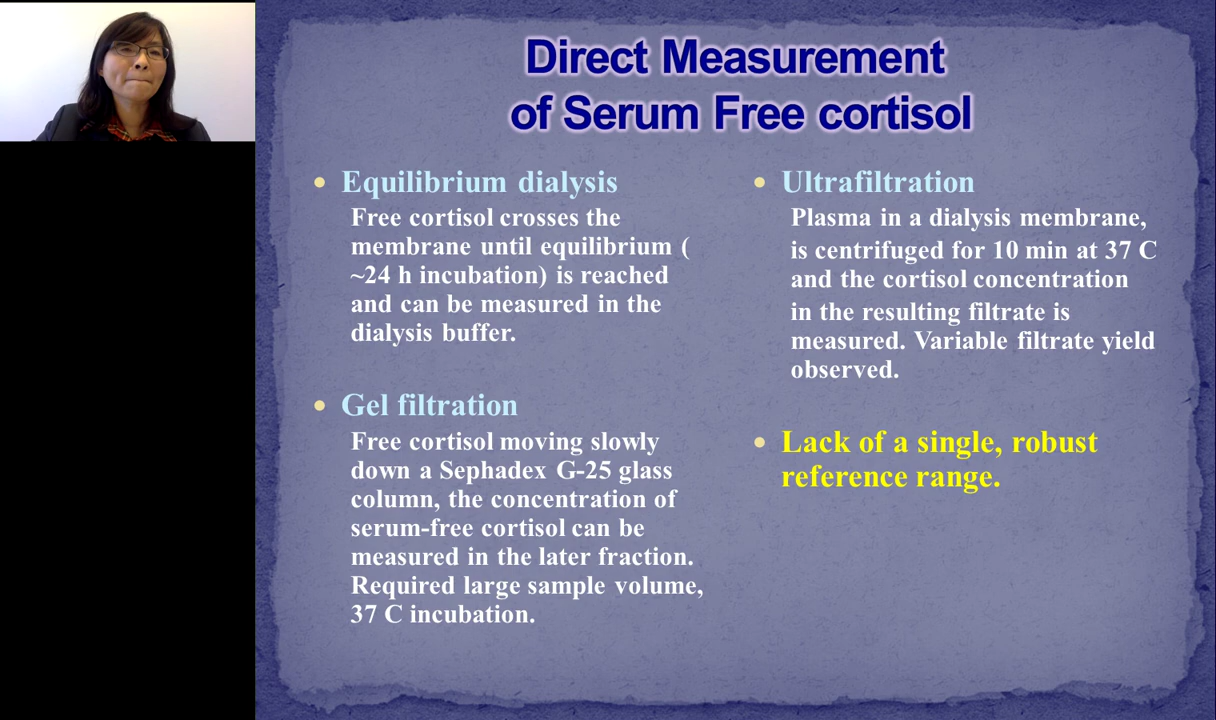 Direct Measurement
of Serum Free cortisol
• Equilibrium dialysis
Free cortisol crosses the
membrane until equilibrium (
~24 h incubation) is reached
and can be measured in the
dialysis buffer.
• Gel filtration
Free cortisol moving slowly
down a Sephadex G-25 glass
column, the concentration of
serum-free cortisol can be
measured in the later fraction.
Required large sample volume,
37 C incubation.
• Ultrafiltration
Plasma in a dialysis membrane,
is centrifuged for 10 min at 37 C
and the cortisol concentration
in the resulting filtrate is
measured. Variable filtrate yield
observed.
• Lack of a single, robust
reference range.